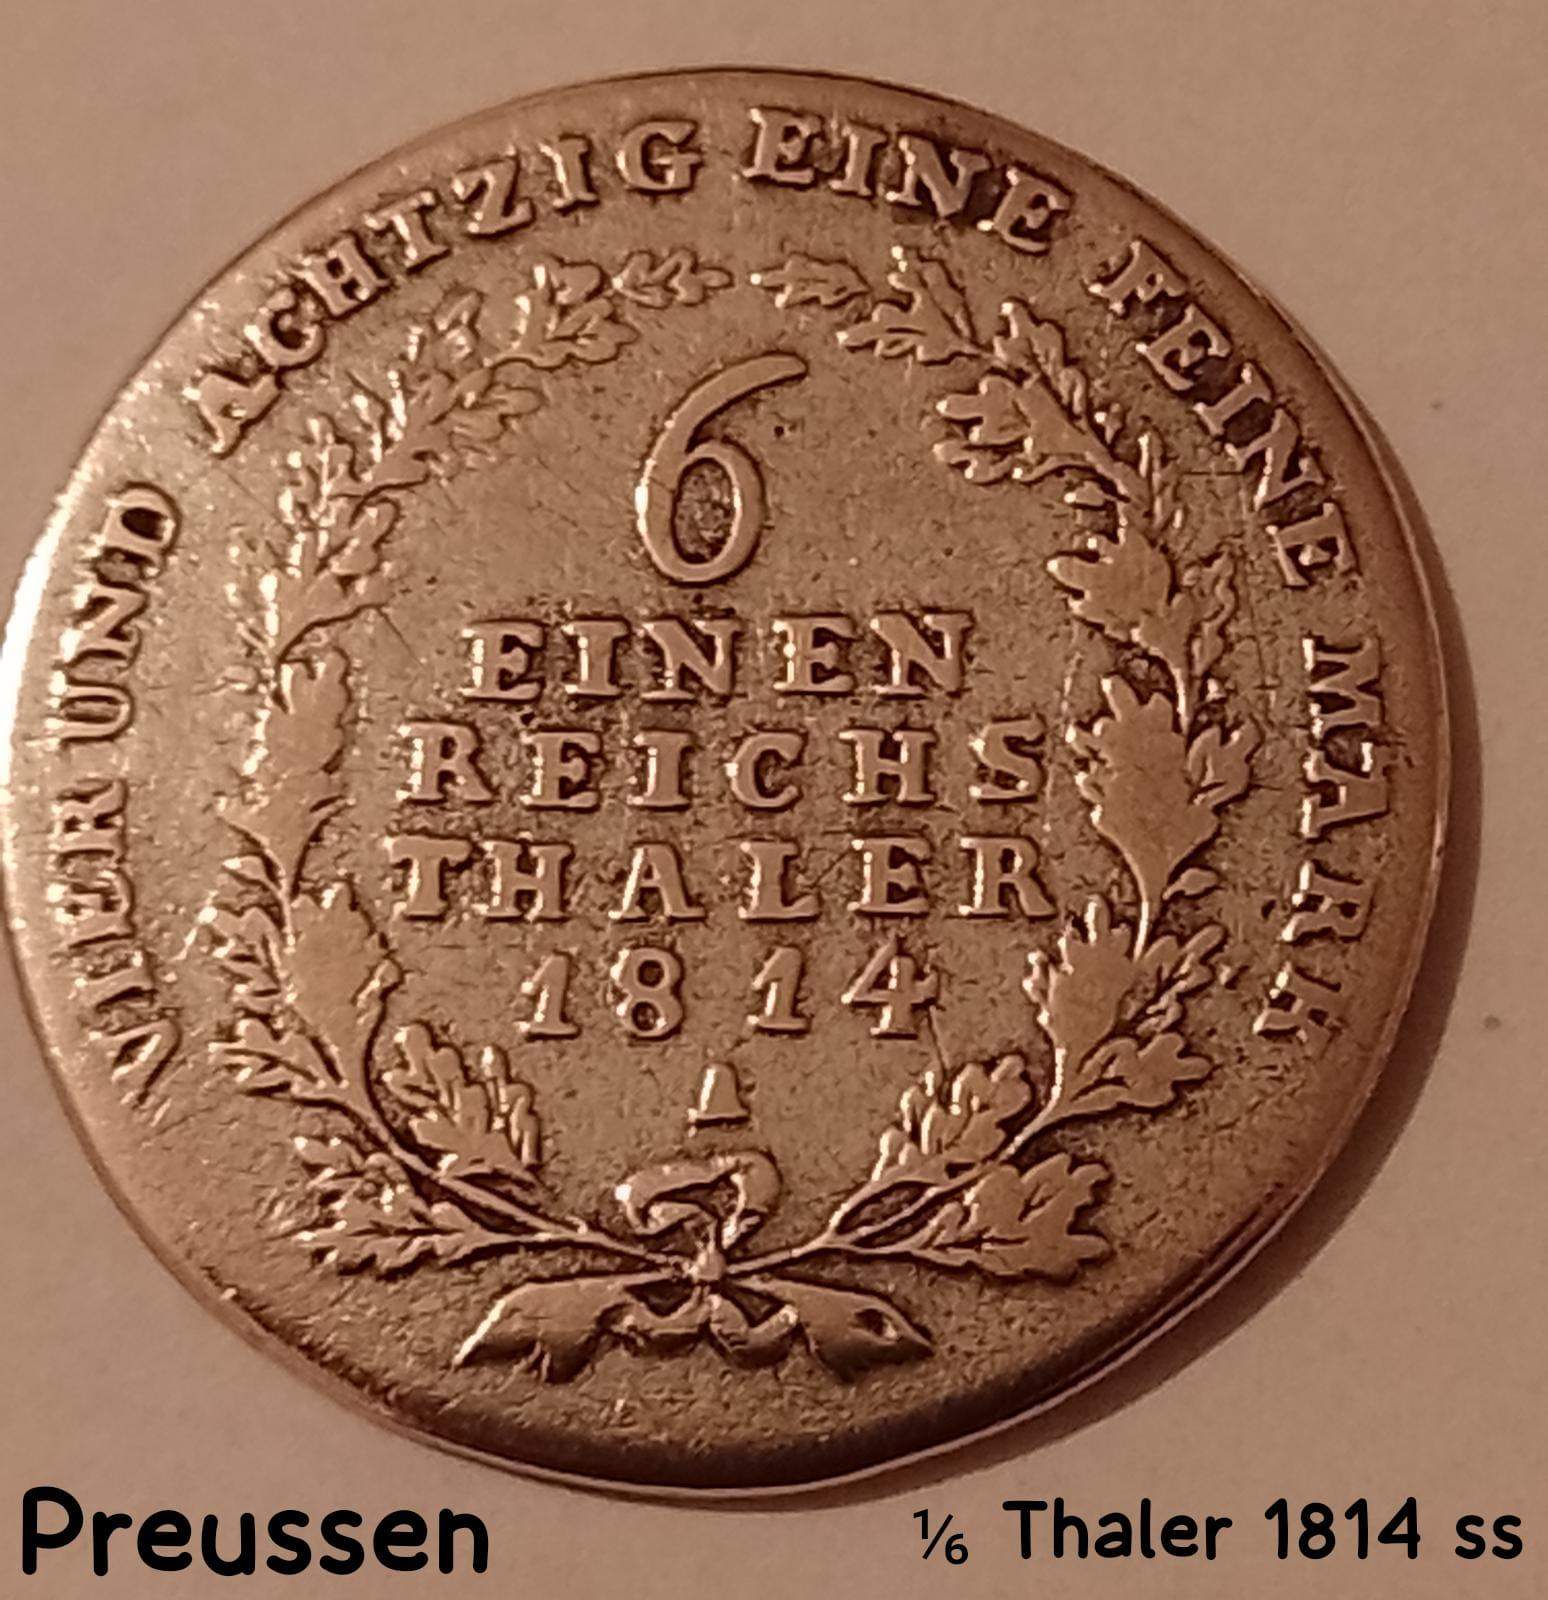 VIER UND ACHTZIG EINE FEINE MARK
6
EINEN
REICHS
THALER
1814
A
Preussen
⅙ Thaler 1814 ss